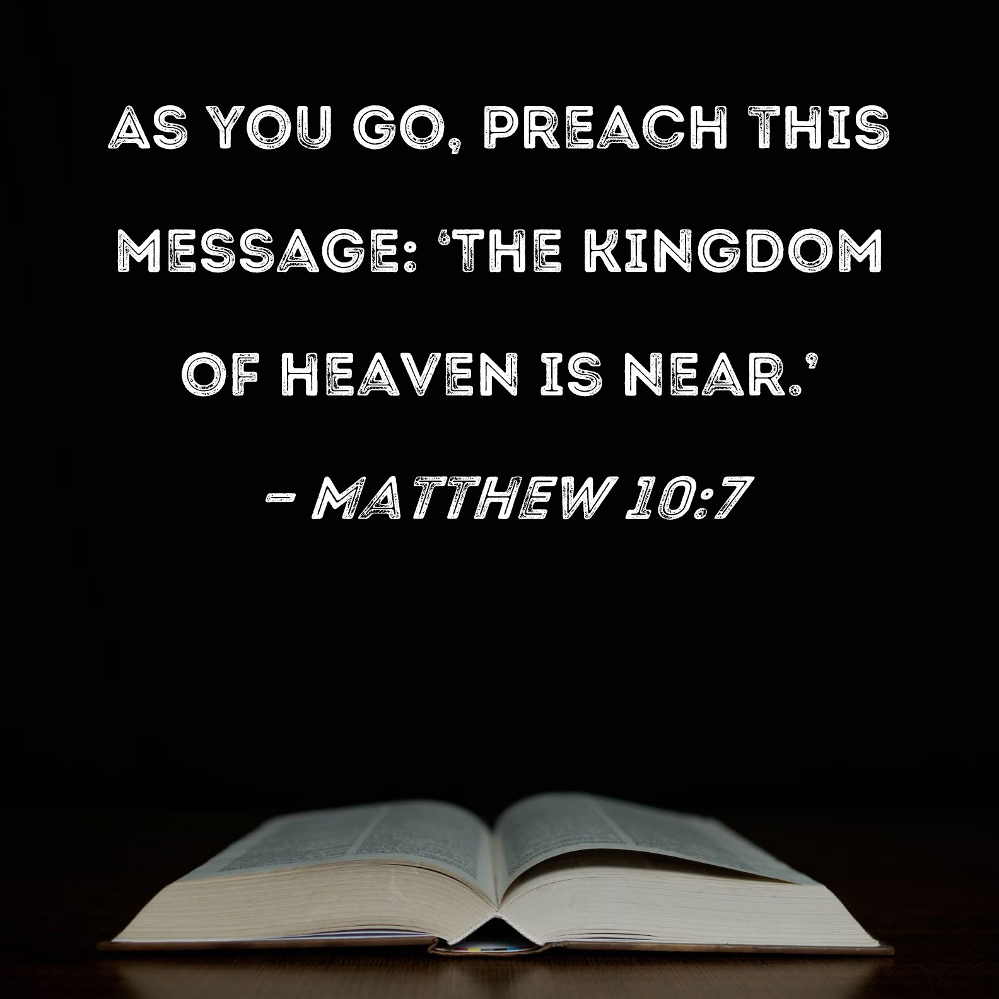 AS YOU GO, PREACH THIS
MESSAGE: ‘THE KINGDOM
OF HEAVEN IS NEAR.’
– MATTHEW 10:7